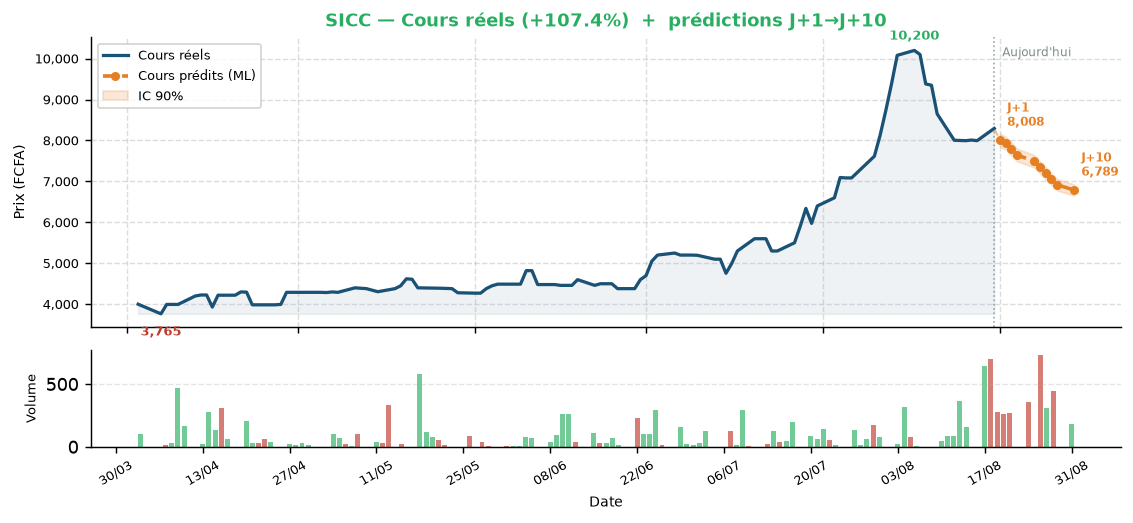 SICC — Cours réels (+107.4%)  +  prédictions J+1→J+10
10,200
Aujourd'hui
Cours réels
Cours prédits (ML)
IC 90%
J+1
8,008
J+10
6,789
3,765
Prix (FCFA)
10,000
9,000
8,000
7,000
6,000
5,000
4,000
Volume
500
0
30/03
13/04
27/04
11/05
25/05
08/06
22/06
06/07
20/07
03/08
17/08
31/08
Date